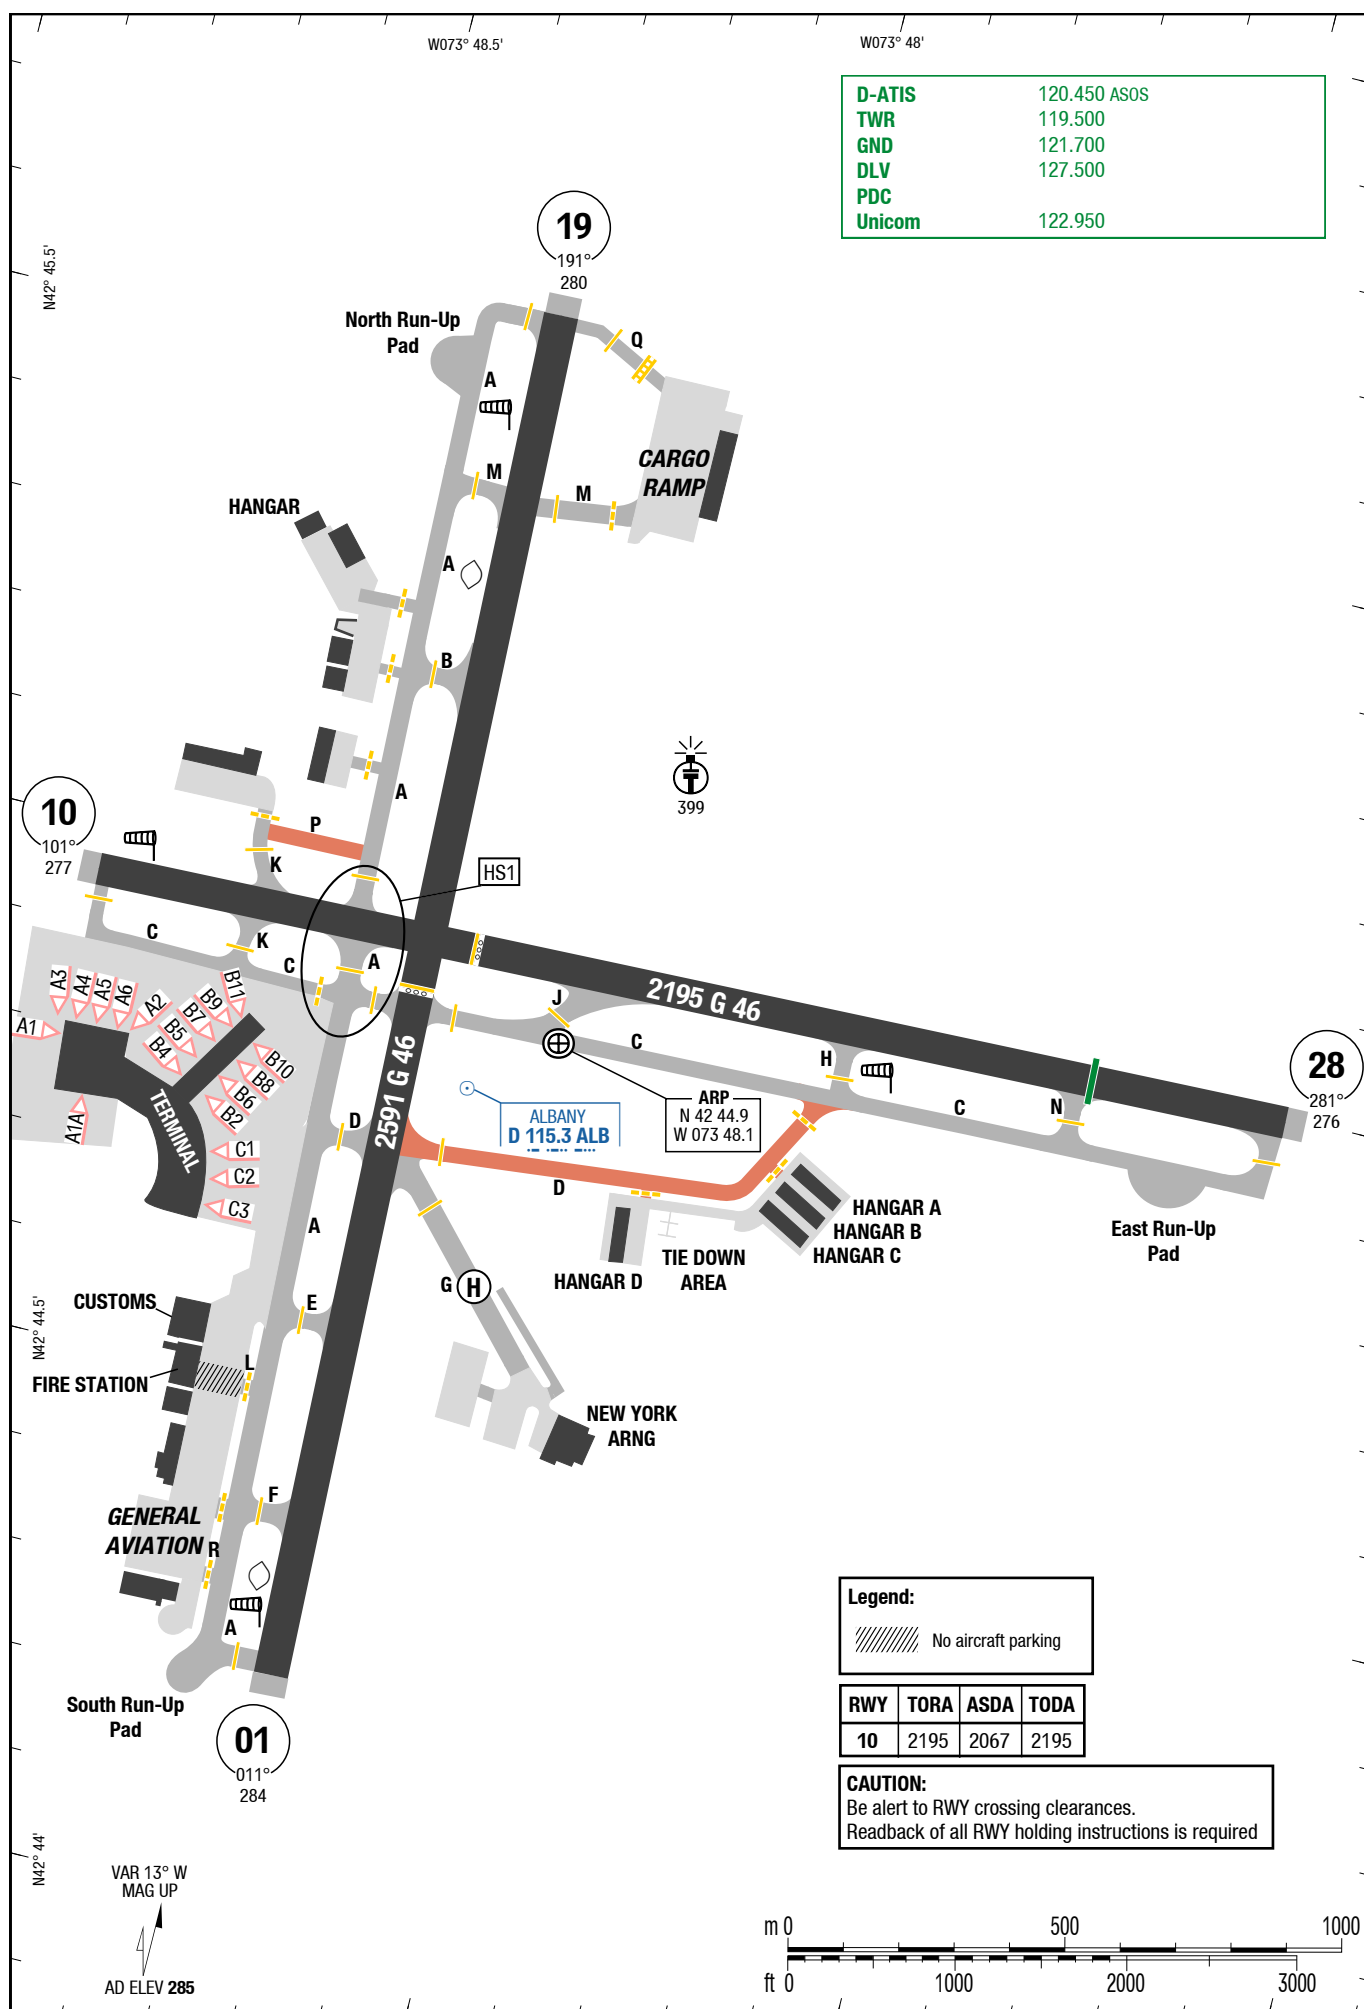 W073° 48.5'
W073° 48'
D-ATIS 120.450 ASOS
TWR 119.500
GND 121.700
DLV 127.500
PDC
Unicom 122.950
N42° 45.5'
19
191°
280
North Run-Up
Pad
Q
A
CARGO
RAMP
M
M
HANGAR
A
B
399
A
10
101°
277
P
K
HS1
C
K
C
A
2195 G 46
J
C
H
C
N
28
281°
276
A3
A4
A5
A6
A2
B11
B9
B7
B5
B4
A1
B10
B8
B6
B2
A1A
TERMINAL
C1
C2
C3
2591 G 46
D
ALBANY
D 115.3 ALB
ARP
N 42 44.9
W 073 48.1
D
HANGAR A
HANGAR B
HANGAR C
HANGAR D
TIE DOWN
AREA
East Run-Up
Pad
A
G
H
E
CUSTOMS
FIRE STATION
L
N42° 44.5'
NEW YORK
ARNG
F
GENERAL
AVIATION
R
A
South Run-Up
Pad
01
011°
284
Legend:
No aircraft parking
RWY TORA ASDA TODA
10 2195 2067 2195
CAUTION:
Be alert to RWY crossing clearances.
Readback of all RWY holding instructions is required
N42° 44'
VAR 13° W
MAG UP
AD ELEV 285
m 0 500 1000
ft 0 1000 2000 3000